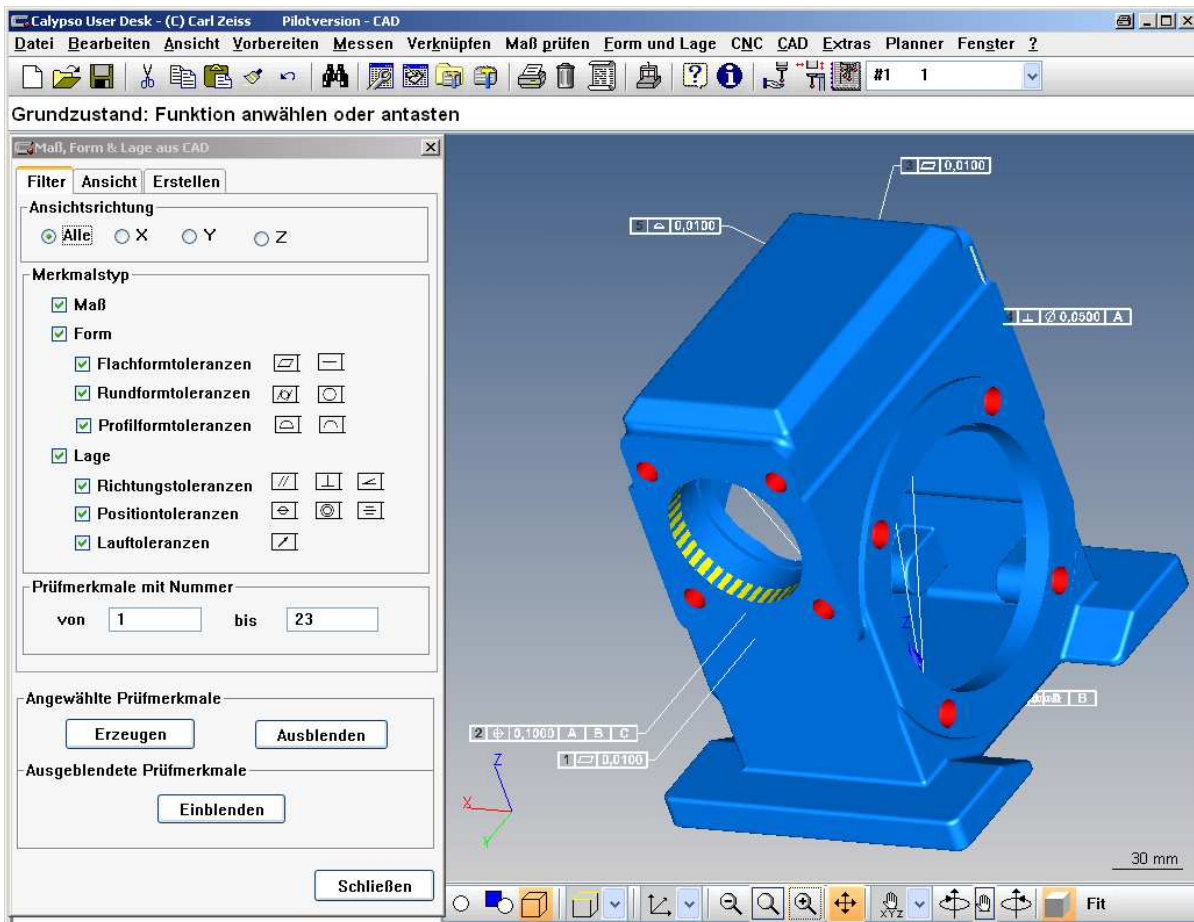 Calypso User Desk - (C) Carl Zeiss Pilotversion - CAD
Datei Bearbeiten Ansicht Vorbereiten Messen Verknüpfen Maß prüfen Form und Lage CNC CAD Extras Planner Fenster ?
#1 1
Grundzustand: Funktion anwählen oder antasten
Maß, Form & Lage aus CAD
Filter Ansicht Erstellen
Ansichtsrichtung
Alle X Y Z
Merkmalstyp
Maß
Form
Flachformtoleranzen
Rundformtoleranzen
Profilformtoleranzen
Lage
Richtungstoleranzen
Positiontoleranzen
Lauftoleranzen
Prüfmerkmale mit Nummer
von 1 bis 23
Angewählte Prüfmerkmale
Erzeugen Ausblenden
Ausgeblendete Prüfmerkmale
Einblenden
Schließen
3 0,0100
5 0,0100
⊥ Ø 0,0500 A
Z
B
2 0,1000 A B C
1 0,0100
Z
X
Y
30 mm
XYZ
Fit